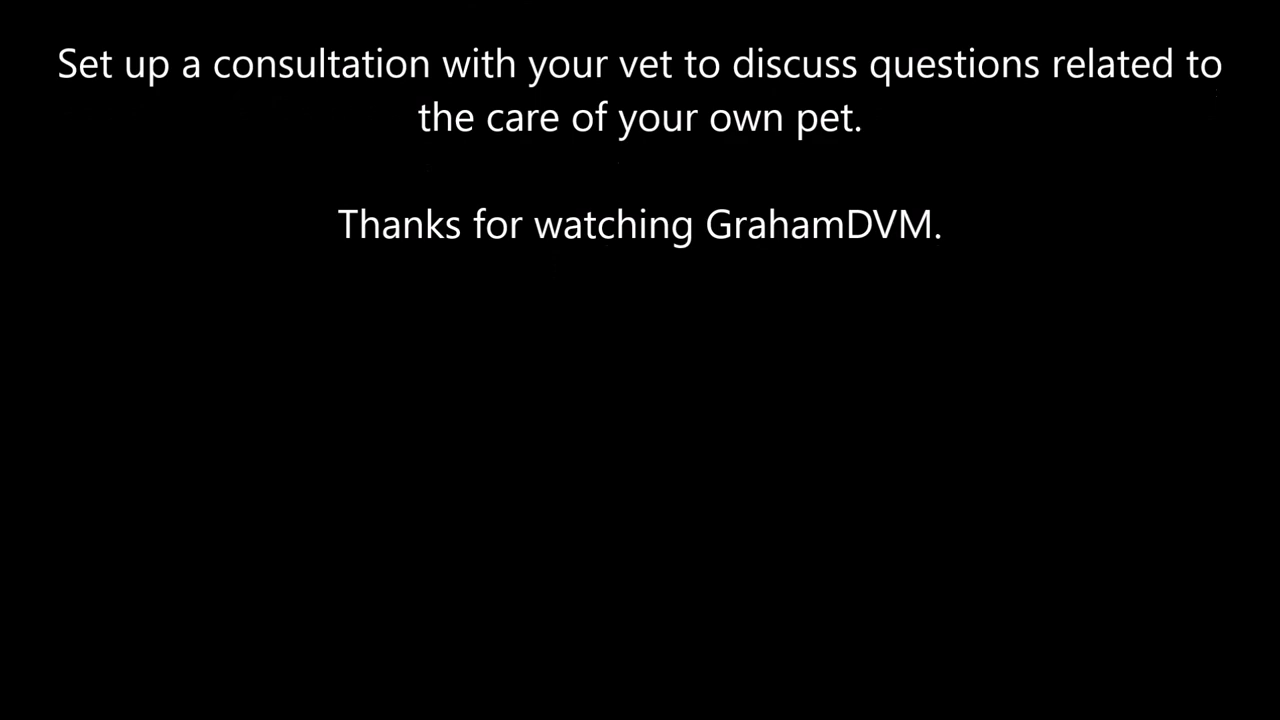 Set up a consultation with your vet to discuss questions related to
the care of your own pet.
Thanks for watching GrahamDVM.